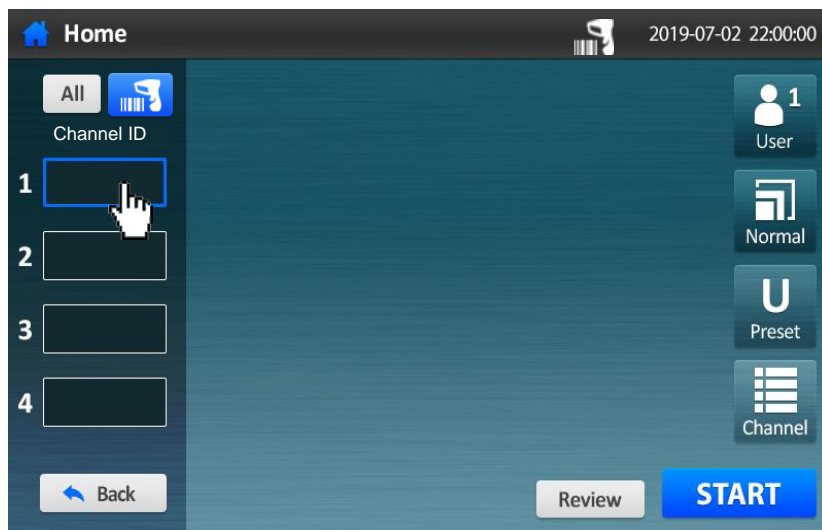 Home
2019-07-02 22:00:00
All
Channel ID
1
2
3
4
Back
1
User
Normal
U
Preset
Channel
Review
START